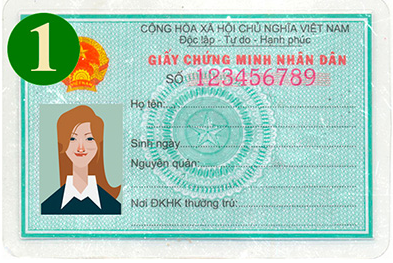 1
CỘNG HÒA XÃ HỘI CHỦ NGHĨA VIỆT NAM
Độc lập - Tự do - Hạnh phúc
GIẤY CHỨNG MINH NHÂN DÂN
SỐ 123456789
Họ tên:
Sinh ngày
Nguyên quán:
Nơi ĐKHK thường trú: